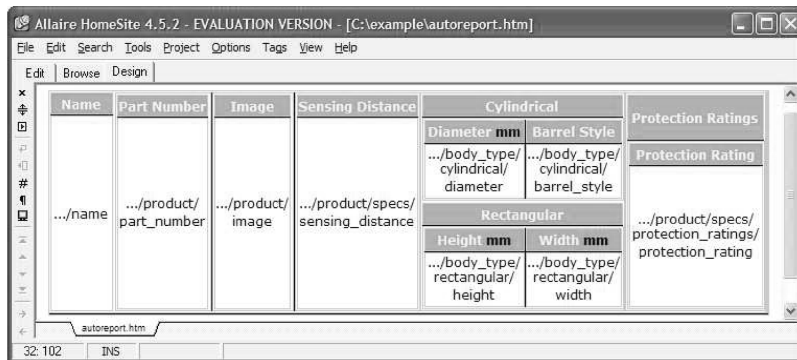 Allaire HomeSite 4.5.2 - EVALUATION VERSION - [C:\example\autoreport.htm]
File Edit Search Tools Project Options Tags View Help
Edit Browse Design
Name Part Number Image Sensing Distance Cylindrical Protection Ratings
Diameter mm Barrel Style Protection Rating
.../name
.../product/
part_number
.../product/
image
.../product/specs/
sensing_distance
.../body_type/
cylindrical/
diameter
.../body_type/
cylindrical/
barrel_style
Rectangular
Height mm Width mm
.../body_type/
rectangular/
height
.../body_type/
rectangular/
width
.../product/specs/
protection_ratings/
protection_rating
autoreport.htm
32: 102 INS